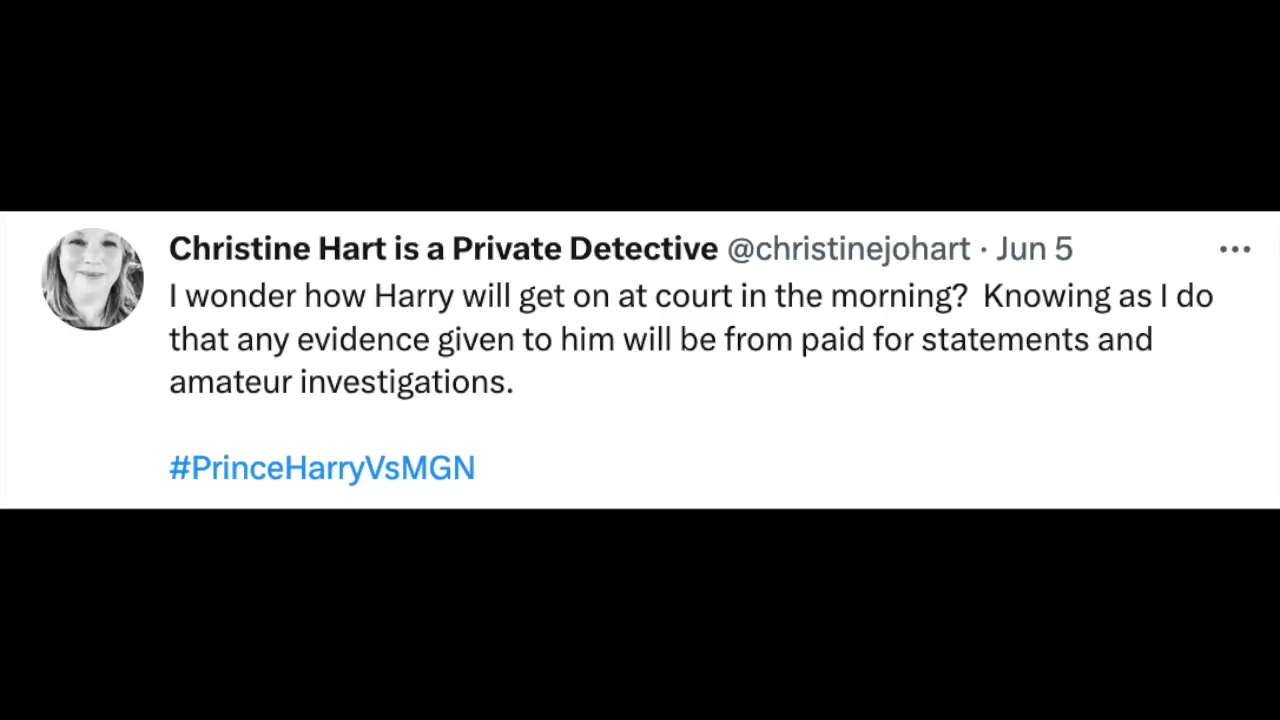 Christine Hart is a Private Detective @christinejohart · Jun 5
I wonder how Harry will get on at court in the morning?  Knowing as I do
that any evidence given to him will be from paid for statements and
amateur investigations.
#PrinceHarryVsMGN